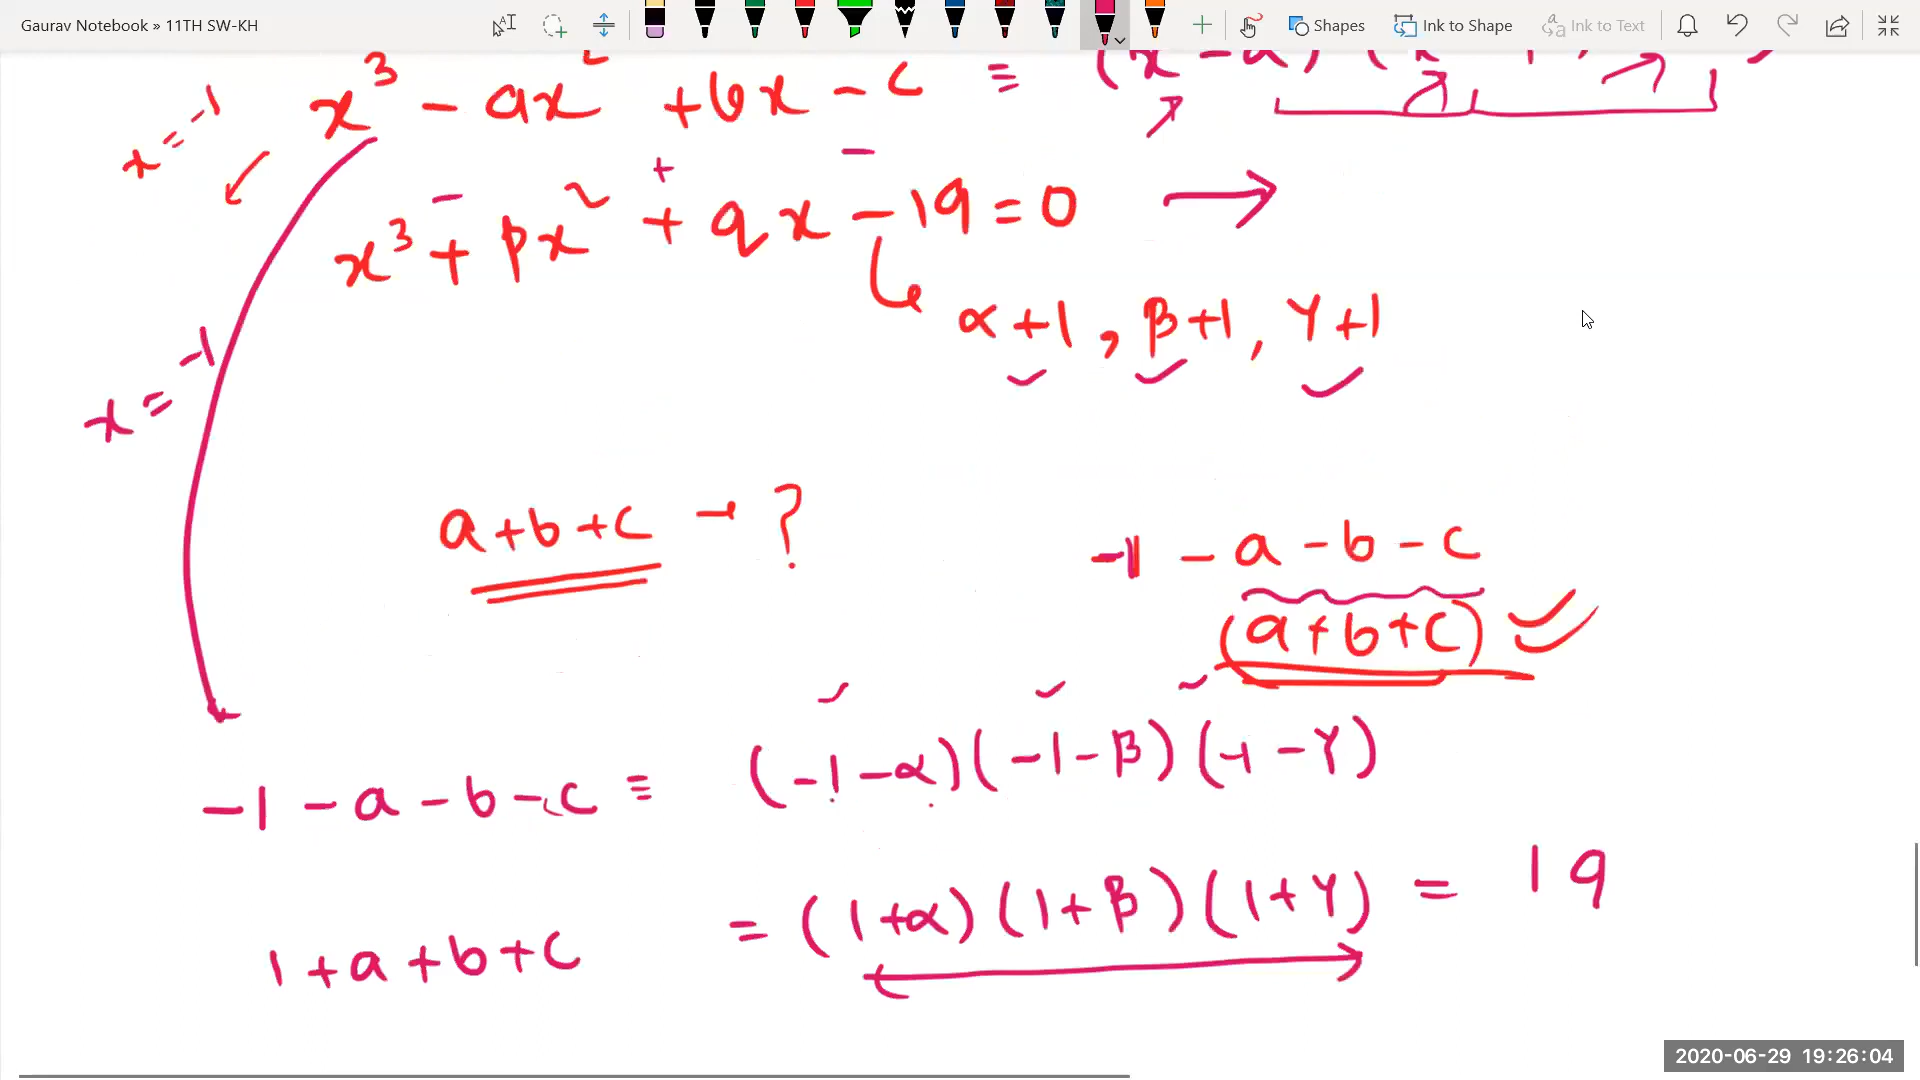 Gaurav Notebook » 11TH SW-KH
Shapes
Ink to Shape
Ink to Text
x = -1
x³ - ax² + bx - c ≡ (x - α)
- + -
x³ + px² + qx - 19 = 0 →
α+1, β+1, γ+1
x = -1
a+b+c → ?
-1 - a - b - c
(a+b+c)
-1 - a - b - c ≡ (-1-α)(-1-β)(-1-γ)
1+a+b+c = (1+α)(1+β)(1+γ) = 19
2020-06-29 19:26:04